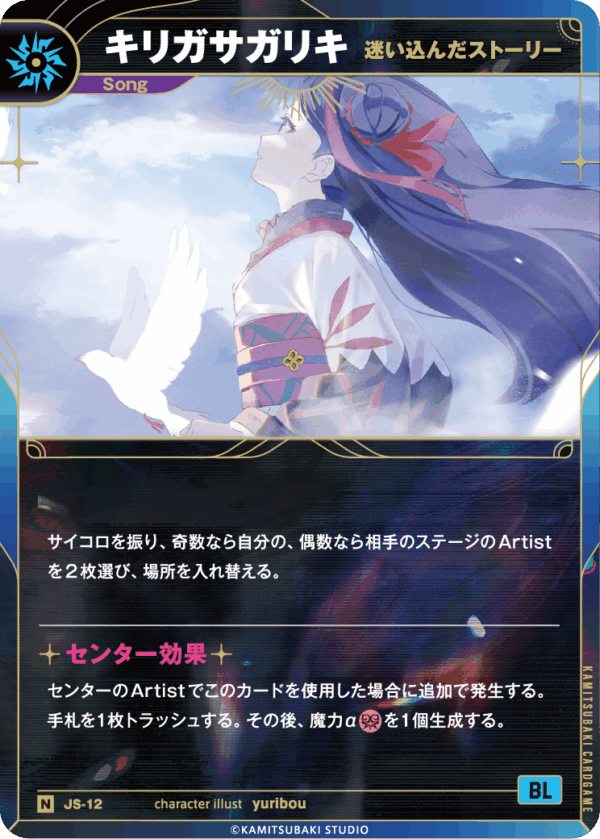 キリガサガリキ 迷い込んだストーリー
Song
サイコロを振り、奇数なら自分の、偶数なら相手のステージのArtist
を2枚選び、場所を入れ替える。
センター効果
センターのArtistでこのカードを使用した場合に追加で発生する。
手札を1枚トラッシュする。その後、魔力αを1個生成する。
KAMITSUBAKI CARDGAME
BL
N JS-12 character illust yuribou
©KAMITSUBAKI STUDIO